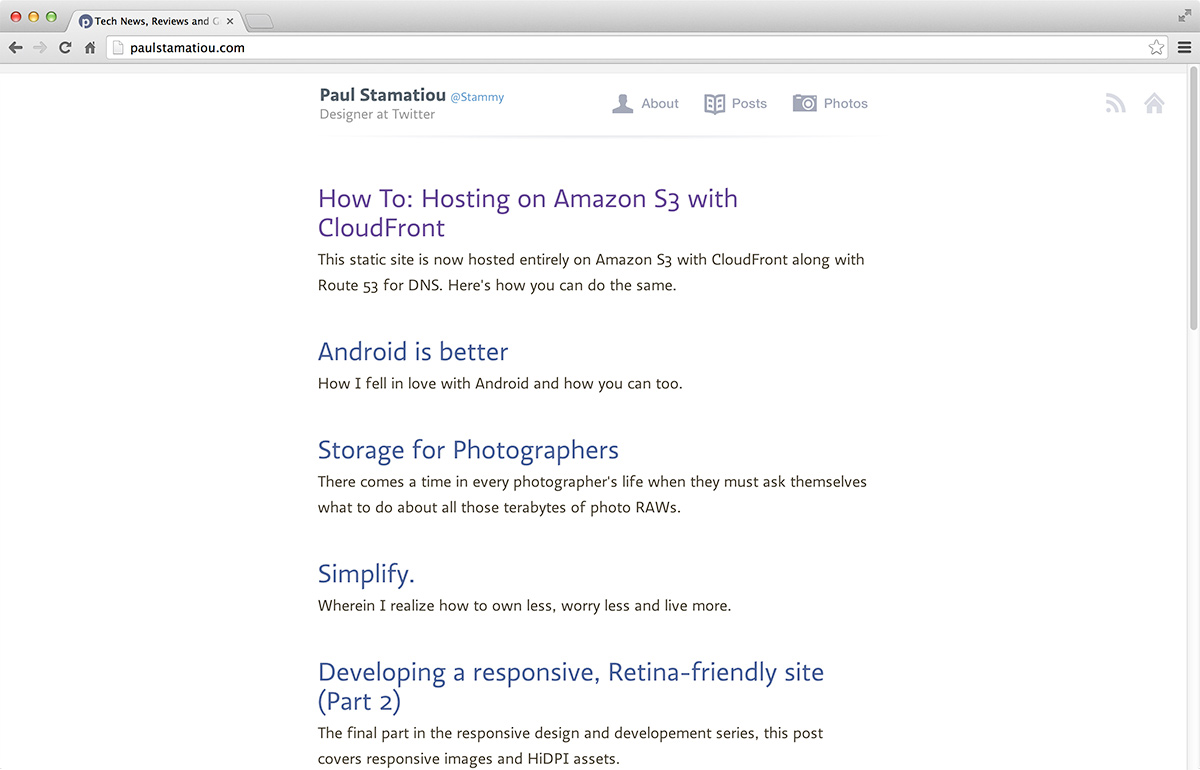 Tech News, Reviews and
paulstamatiou.com
Paul Stamatiou @Stammy
Designer at Twitter
About
Posts
Photos
How To: Hosting on Amazon S3 with
CloudFront
This static site is now hosted entirely on Amazon S3 with CloudFront along with
Route 53 for DNS. Here's how you can do the same.
Android is better
How I fell in love with Android and how you can too.
Storage for Photographers
There comes a time in every photographer's life when they must ask themselves
what to do about all those terabytes of photo RAWs.
Simplify.
Wherein I realize how to own less, worry less and live more.
Developing a responsive, Retina-friendly site
(Part 2)
The final part in the responsive design and developement series, this post
covers responsive images and HiDPI assets.